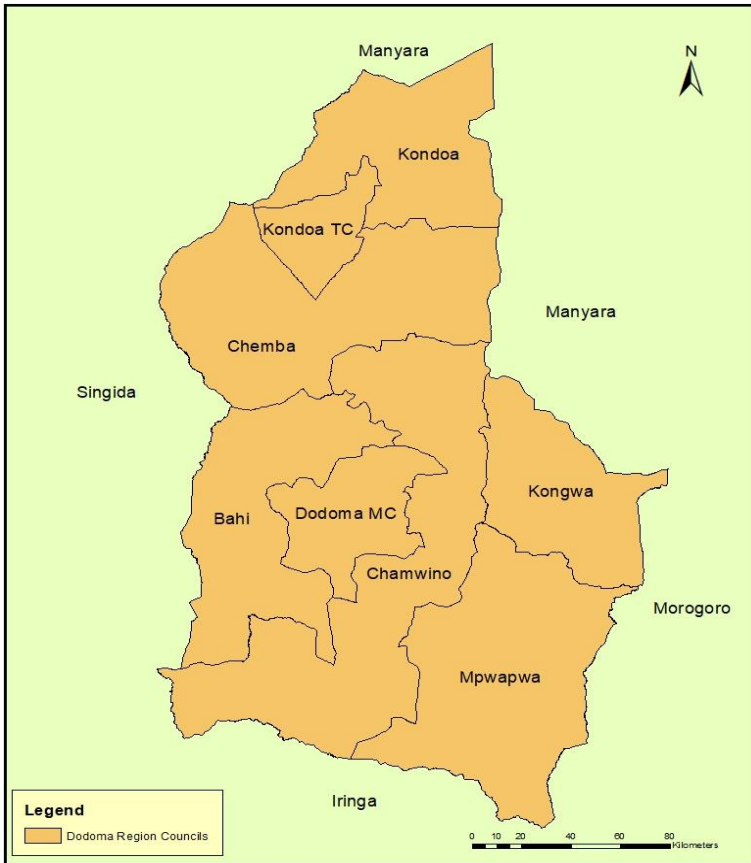 Manyara
N
Kondoa
Kondoa TC
Manyara
Chemba
Singida
Kongwa
Bahi
Dodoma MC
Chamwino
Morogoro
Mpwapwa
Iringa
Legend
Dodoma Region Councils
0 10 20 40 60 80
Kilometers